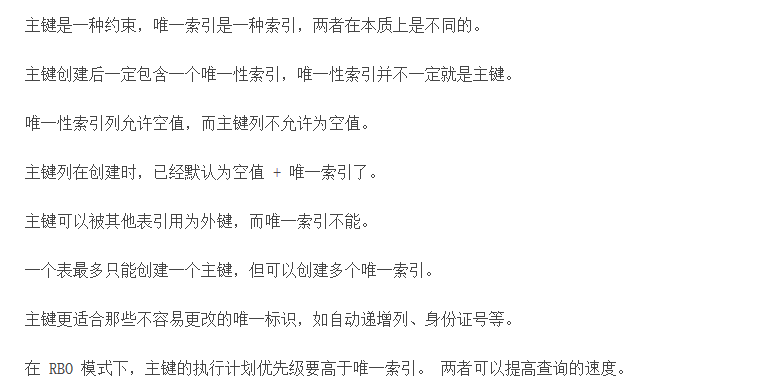 主键是一种约束，唯一索引是一种索引，两者在本质上是不同的。
主键创建后一定包含一个唯一性索引，唯一性索引并不一定就是主键。
唯一性索引列允许空值，而主键列不允许为空值。
主键列在创建时，已经默认为空值 + 唯一索引了。
主键可以被其他表引用为外键，而唯一索引不能。
一个表最多只能创建一个主键，但可以创建多个唯一索引。
主键更适合那些不容易更改的唯一标识，如自动递增列、身份证号等。
在 RBO 模式下，主键的执行计划优先级要高于唯一索引。 两者可以提高查询的速度。